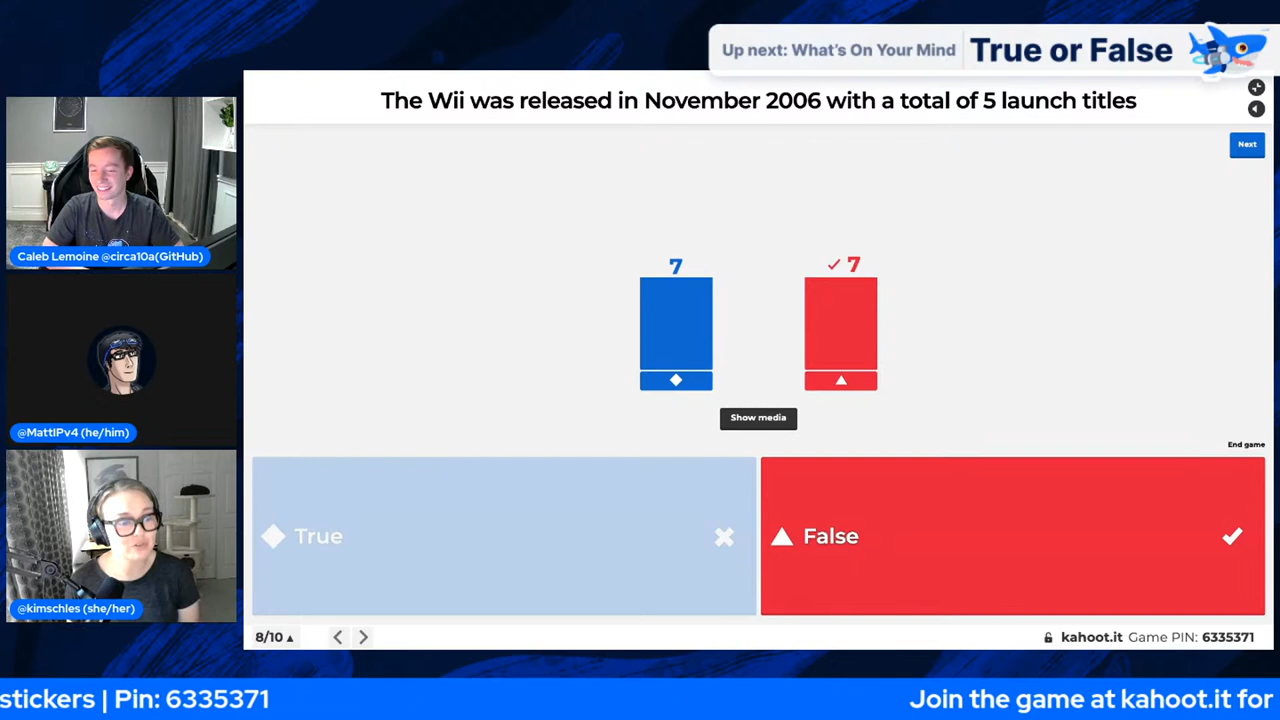 Up next: What's On Your Mind
True or False
The Wii was released in November 2006 with a total of 5 launch titles
Next
7
7
Show media
End game
True
False
8/10
kahoot.it Game PIN: 6335371
Caleb Lemoine @circa10a(GitHub)
@MattIPv4 (he/him)
@kimschles (she/her)
stickers | Pin: 6335371
Join the game at kahoot.it for